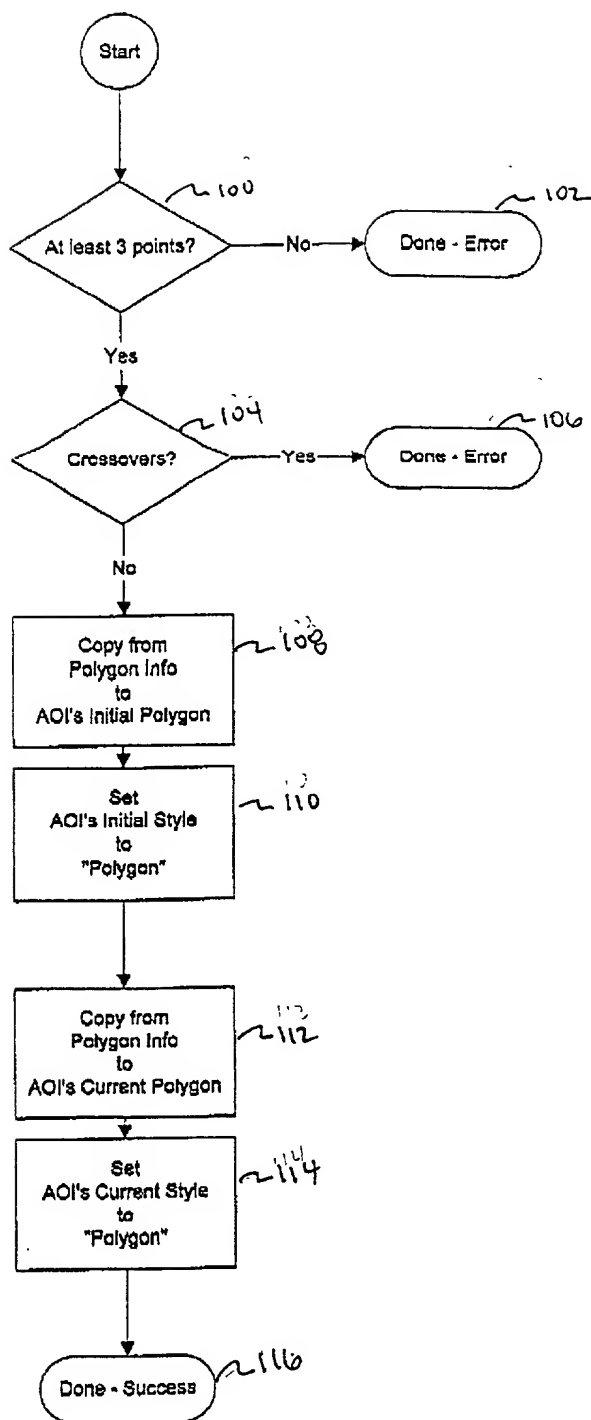 Start
At least 3 points?
100
No
Done - Error
102
Yes
Crossovers?
104
Yes
Done - Error
106
No
Copy from
Polygon Info
to
AOI's Initial Polygon
108
Set
AOI's Initial Style
to
"Polygon"
110
Copy from
Polygon Info
to
AOI's Current Polygon
112
Set
AOI's Current Style
to
"Polygon"
114
Done - Success
116